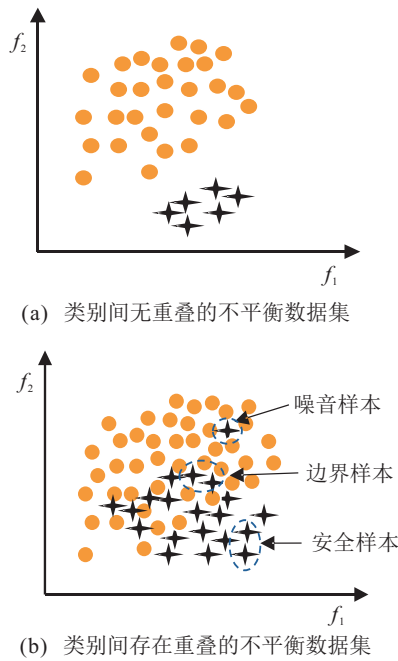 f₂
f₁
(a) 类别间无重叠的不平衡数据集
f₂
噪音样本
边界样本
安全样本
f₁
(b) 类别间存在重叠的不平衡数据集